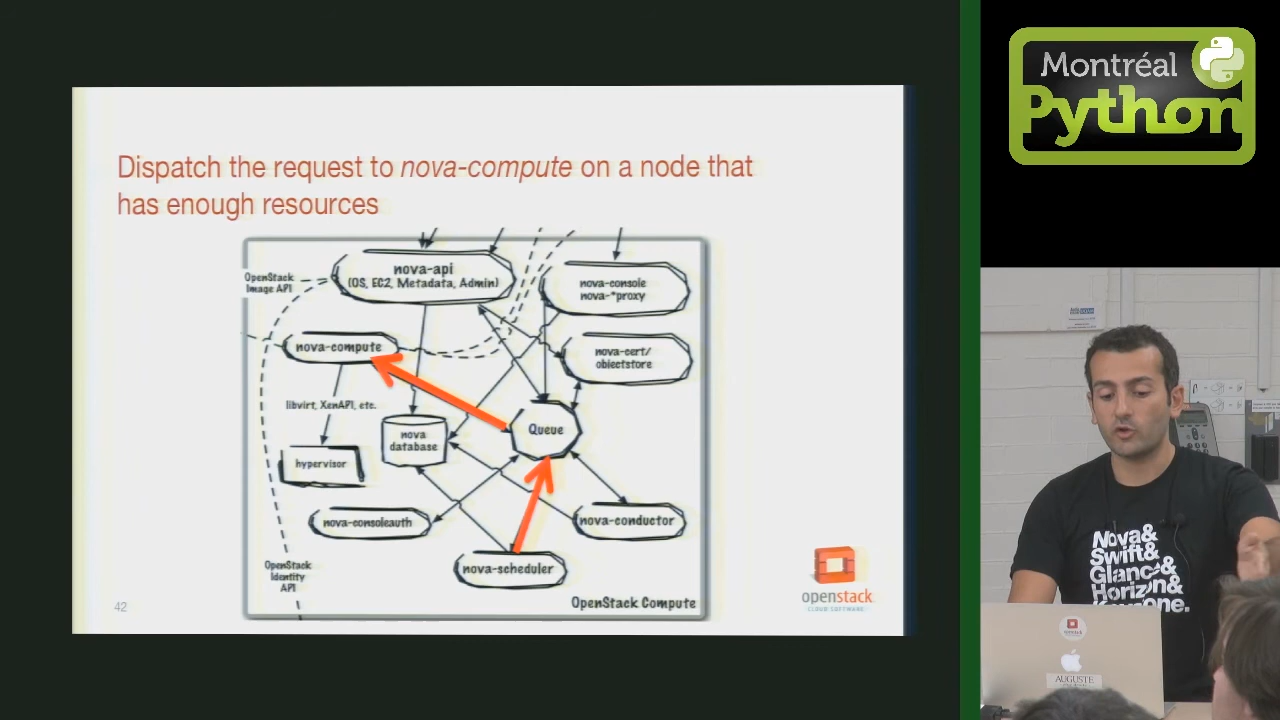 Dispatch the request to nova-compute on a node that
has enough resources
OpenStack
Image API
nova-api
(OS, EC2, Metadata, Admin)
nova-console
nova-*proxy
nova-compute
nova-cert/
objectstore
libvirt, XenAPI, etc.
nova
database
Queue
hypervisor
nova-consoleauth
nova-conductor
nova-scheduler
OpenStack
Identity
API
OpenStack Compute
42
openstack
CLOUD SOFTWARE
Montréal
Python
Nova&
Swift&
Glance&
Horizon&
Keystone.
openstack
AUGUSTE